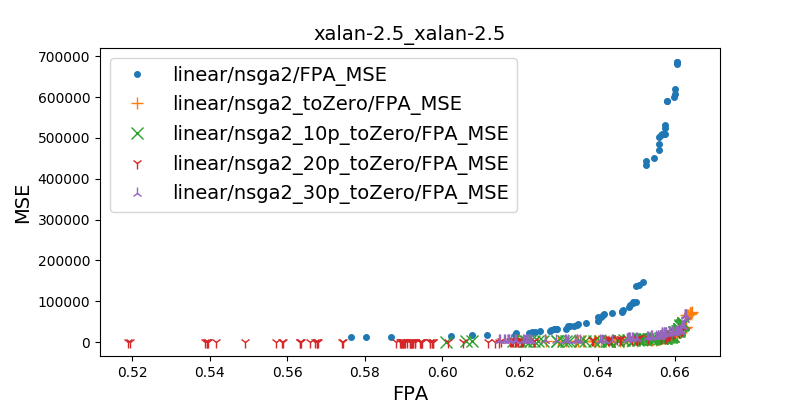 xalan-2.5_xalan-2.5
700000
600000
500000
400000
300000
200000
100000
0
MSE
linear/nsga2/FPA_MSE
linear/nsga2_toZero/FPA_MSE
linear/nsga2_10p_toZero/FPA_MSE
linear/nsga2_20p_toZero/FPA_MSE
linear/nsga2_30p_toZero/FPA_MSE
0.52 0.54 0.56 0.58 0.60 0.62 0.64 0.66
FPA